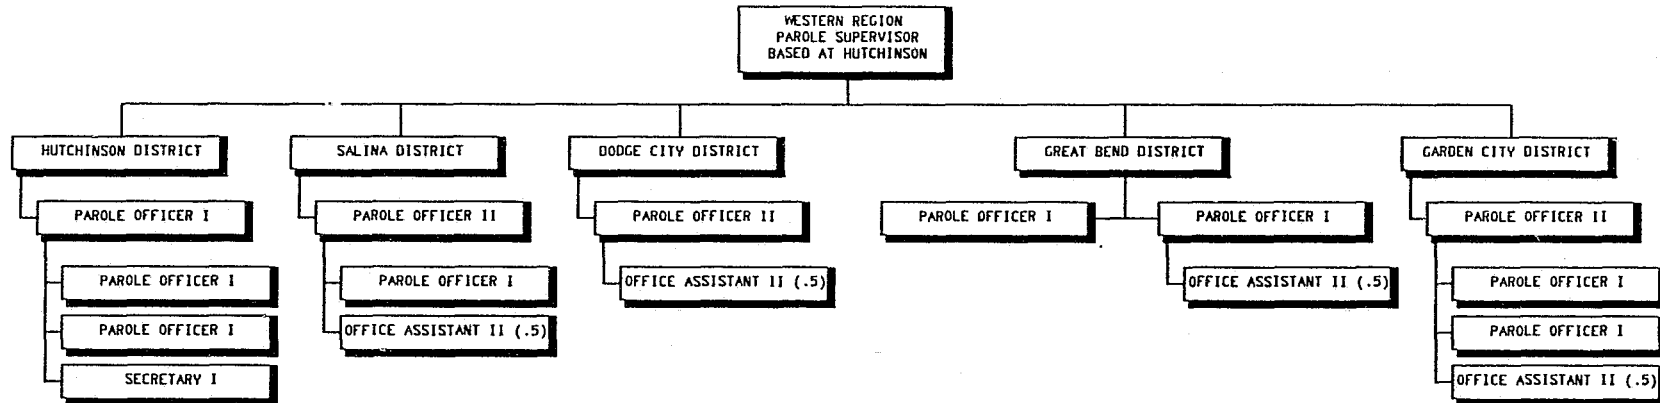 WESTERN REGION
PAROLE SUPERVISOR
BASED AT HUTCHINSON
HUTCHINSON DISTRICT
SALINA DISTRICT
DODGE CITY DISTRICT
GREAT BEND DISTRICT
GARDEN CITY DISTRICT
PAROLE OFFICER I
PAROLE OFFICER II
PAROLE OFFICER II
PAROLE OFFICER I
PAROLE OFFICER I
PAROLE OFFICER II
PAROLE OFFICER I
PAROLE OFFICER I
OFFICE ASSISTANT II (.5)
OFFICE ASSISTANT II (.5)
PAROLE OFFICER I
PAROLE OFFICER I
OFFICE ASSISTANT II (.5)
PAROLE OFFICER I
SECRETARY I
OFFICE ASSISTANT II (.5)